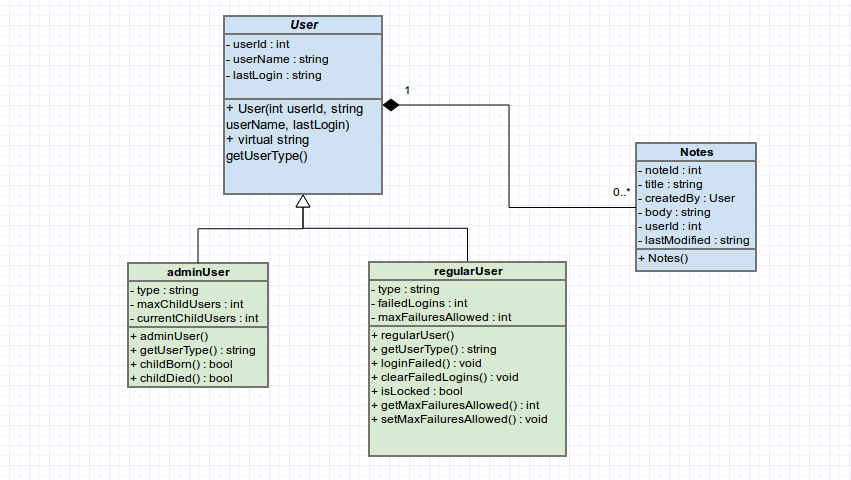 User
- userId : int
- userName : string
- lastLogin : string
+ User(int userId, string
userName, lastLogin)
+ virtual string
getUserType()
1
0..*
Notes
- noteId : int
- title : string
- createdBy : User
- body : string
- userId : int
- lastModified : string
+ Notes()
adminUser
- type : string
- maxChildUsers : int
- currentChildUsers : int
+ adminUser()
+ getUserType() : string
+ childBorn() : bool
+ childDied() : bool
regularUser
- type : string
- failedLogins : int
- maxFailuresAllowed : int
+ regularUser()
+ getUserType() : string
+ loginFailed() : void
+ clearFailedLogins() : void
+ isLocked : bool
+ getMaxFailuresAllowed() : int
+ setMaxFailuresAllowed() : void